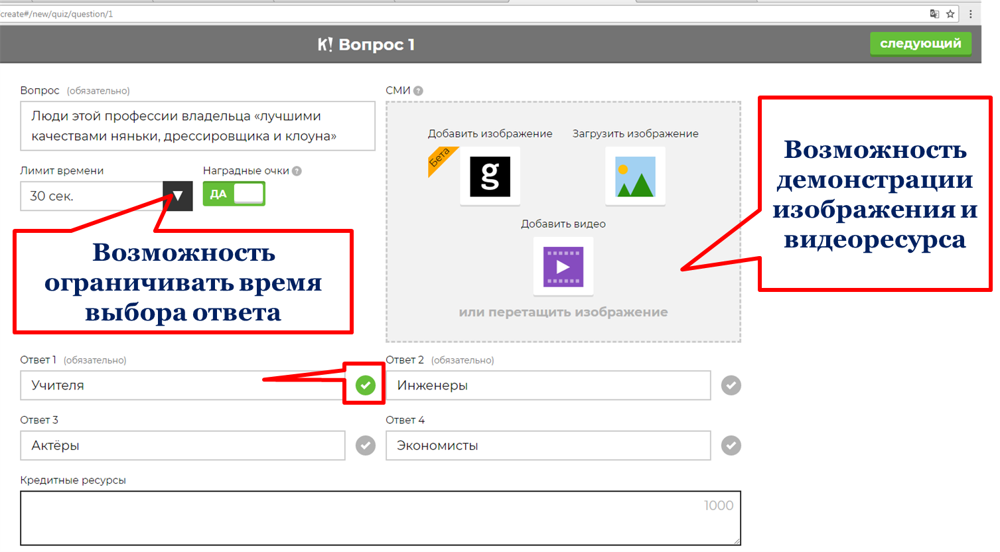 create#/new/quiz/question/1
K! Вопрос 1
следующий
Вопрос (обязательно)
Люди этой профессии владельца «лучшими
качествами няньки, дрессировщика и клоуна»
Лимит времени
30 сек.
Наградные очки ?
ДА
СМИ ?
Добавить изображение
Бета
g
Загрузить изображение
Добавить видео
или перетащить изображение
Возможность
демонстрации
изображения и
видеоресурса
Возможность
ограничивать время
выбора ответа
Ответ 1 (обязательно)
Учителя
Ответ 2 (обязательно)
Инженеры
Ответ 3
Актёры
Ответ 4
Экономисты
Кредитные ресурсы
1000